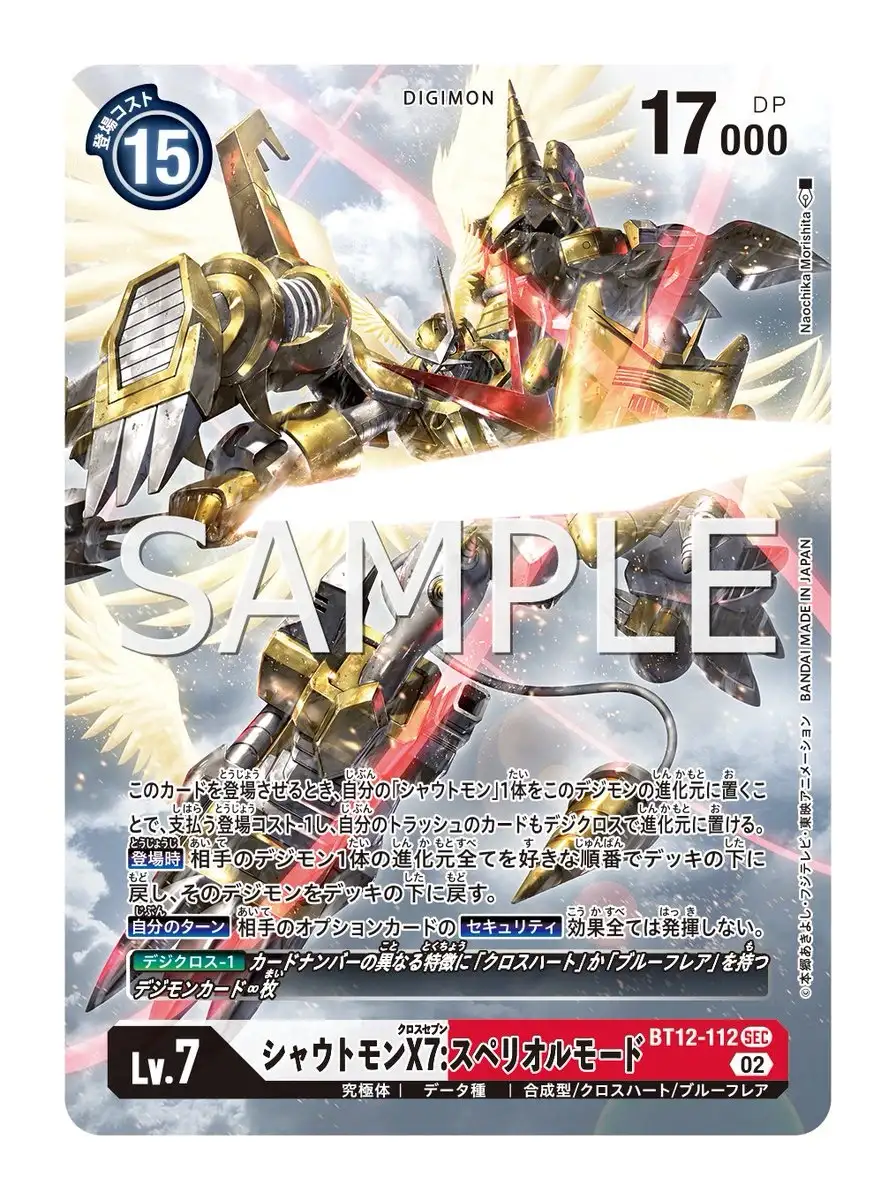 登場コスト
15
DIGIMON
17000
DP
Naochika Morishita
SAMPLE
BANDAI MADE IN JAPAN
©本郷あきよし・フジテレビ・東映アニメーション
このカードを登場させるとき、自分の「シャウトモン」1体をこのデジモンの進化元に置くこ
とで、支払う登場コスト-1し、自分のトラッシュのカードもデジクロスで進化元に置ける。
登場時 相手のデジモン1体の進化元全てを好きな順番でデッキの下に
戻し、そのデジモンをデッキの下に戻す。
自分のターン 相手のオプションカードの セキュリティ 効果全ては発揮しない。
デジクロス-1 カードナンバーの異なる特徴に「クロスハート」か「ブルーフレア」を持つ
デジモンカード∞枚
クロスセブン
Lv.7 シャウトモンX7:スペリオルモード BT12-112 SEC
02
究極体 | データ種 | 合成型/クロスハート/ブルーフレア